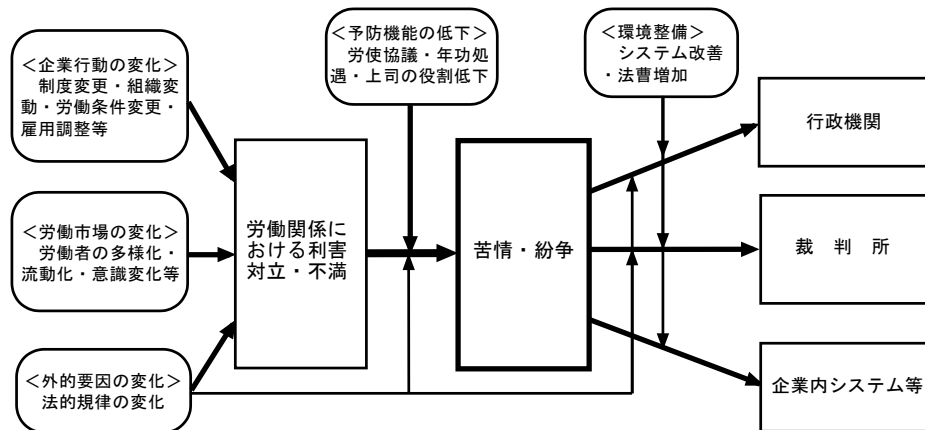 ＜企業行動の変化＞
制度変更・組織変
動・労働条件変更・
雇用調整等
＜労働市場の変化＞
労働者の多様化・
流動化・意識変化等
＜外的要因の変化＞
法的規律の変化
労働関係に
おける利害
対立・不満
＜予防機能の低下＞
労使協議・年功処
遇・上司の役割低下
苦情・紛争
＜環境整備＞
システム改善
・法曹増加
行政機関
裁　判　所
企業内システム等